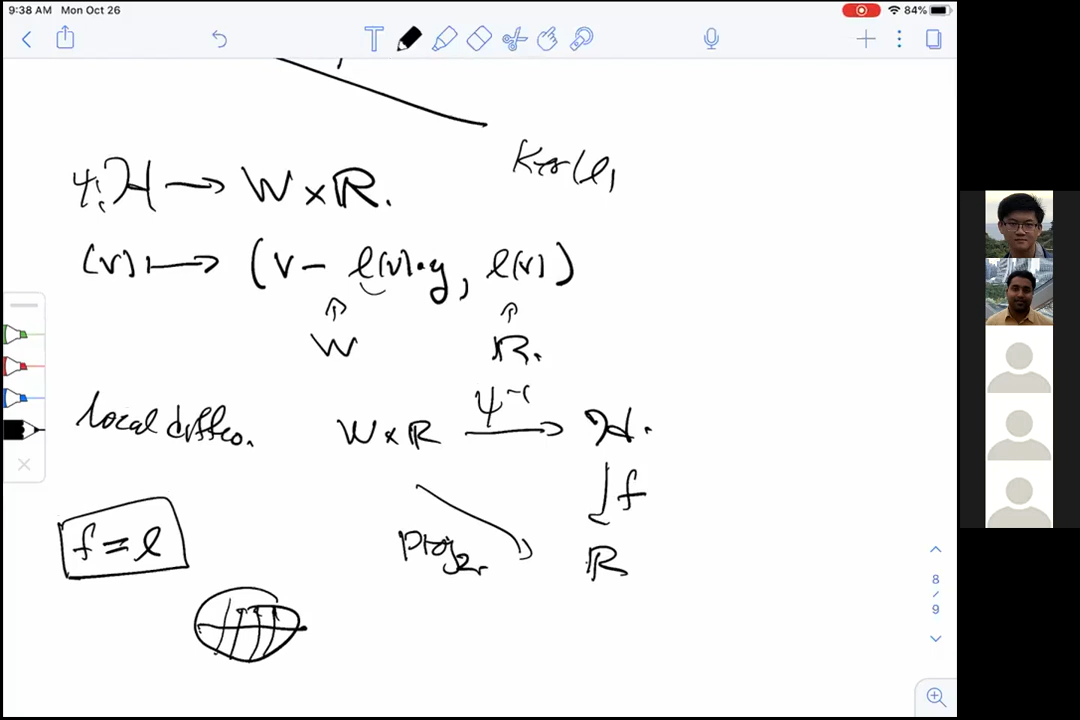 9:38 AM Mon Oct 26
84%
T
Ker(ℓ,
ψ: H → W × R.
(v) ↦ (v − ℓ(v)·y, ℓ(v))
⇑ ⇑
W R.
local diffeo. W × R —ψ⁻¹→ H.
↓ f
f = ℓ proj₂. ↘ R
8
/
9